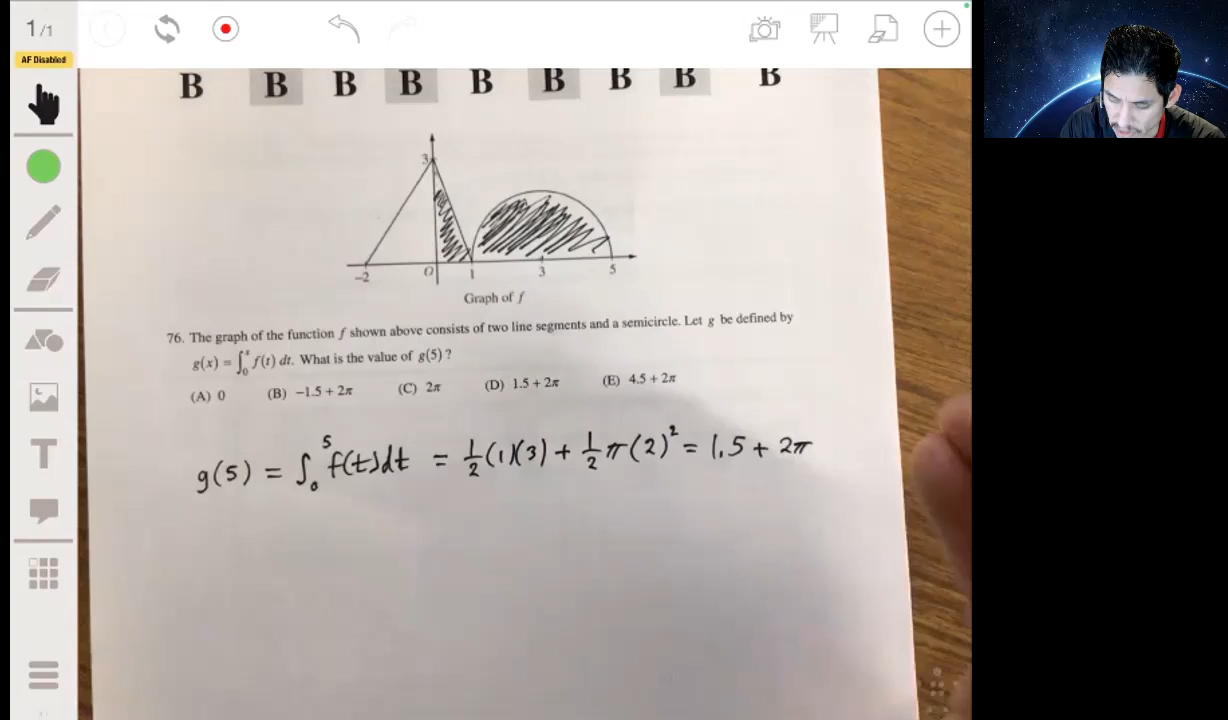 1/1
AF Disabled
B B B B B B B B B
3
-2 O 1 3 5
Graph of f
76. The graph of the function f shown above consists of two line segments and a semicircle. Let g be defined by
g(x) = ∫₀ˣ f(t) dt. What is the value of g(5)?
(A) 0 (B) −1.5 + 2π (C) 2π (D) 1.5 + 2π (E) 4.5 + 2π
g(5) = ∫₀⁵ f(t)dt = 1/2 (1)(3) + 1/2 π(2)² = 1.5 + 2π
T